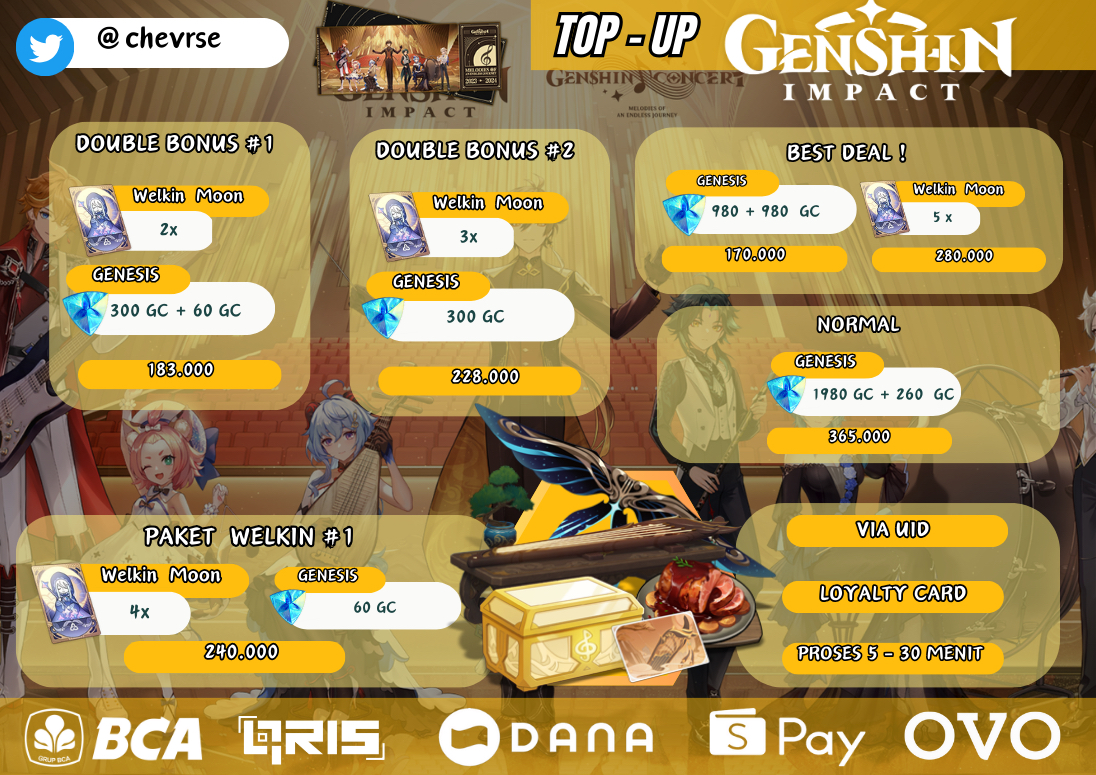 @chevrse
TOP - UP
GENSHIN
IMPACT
GENSHIN CONCERT
MELODIES OF
AN ENDLESS JOURNEY
IMPACT
DOUBLE BONUS #1
Welkin Moon
2x
GENESIS
300 GC + 60 GC
183.000
DOUBLE BONUS #2
Welkin Moon
3x
GENESIS
300 GC
228.000
BEST DEAL !
GENESIS
980 + 980 GC
170.000
Welkin Moon
5 x
280.000
NORMAL
GENESIS
1980 GC + 260 GC
365.000
PAKET WELKIN #1
Welkin Moon
4x
GENESIS
60 GC
240.000
VIA UID
LOYALTY CARD
PROSES 5 - 30 MENIT
BCA
GRUP BCA
QRIS
DANA
S Pay
OVO